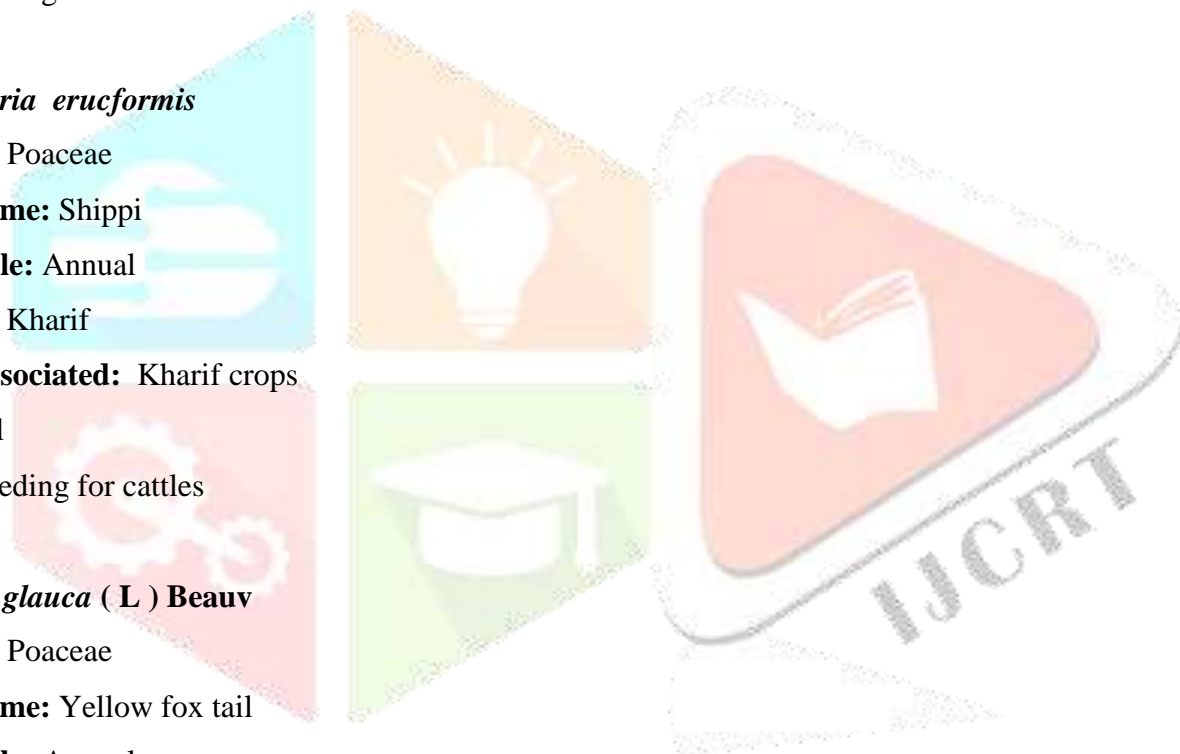 ria erucformis
Poaceae
me: Shippi
le: Annual
Kharif
sociated: Kharif crops
eding for cattles
glauca ( L ) Beauv
Poaceae
me: Yellow fox tail
IJCRT